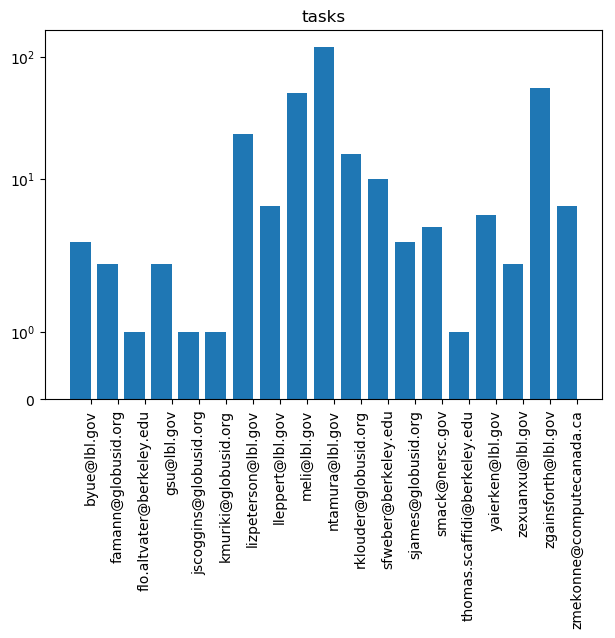 tasks
10²
10¹
10⁰
0
byue@lbl.gov
famann@globusid.org
flo.altvater@berkeley.edu
gsu@lbl.gov
jscoggins@globusid.org
kmuriki@globusid.org
lizpeterson@lbl.gov
lleppert@lbl.gov
meli@lbl.gov
ntamura@lbl.gov
rklouder@globusid.org
sfweber@berkeley.edu
sjames@globusid.org
smack@nersc.gov
thomas.scaffidi@berkeley.edu
yaierken@lbl.gov
zexuanxu@lbl.gov
zgainsforth@lbl.gov
zmekonne@computecanada.ca